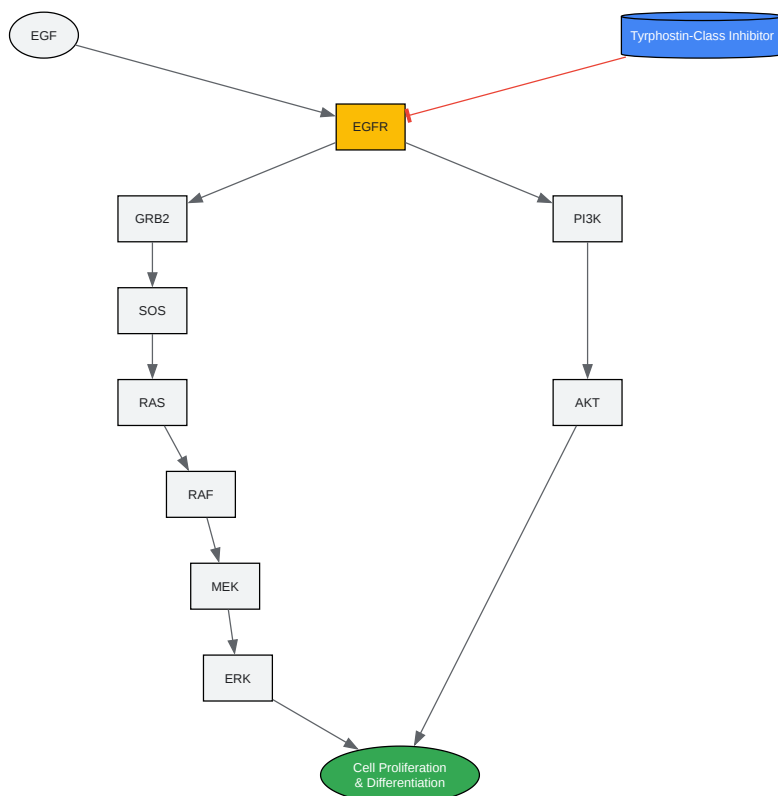 EGF
Tyrphostin-Class Inhibitor
EGFR
GRB2
PI3K
SOS
RAS
AKT
RAF
MEK
ERK
Cell Proliferation
& Differentiation